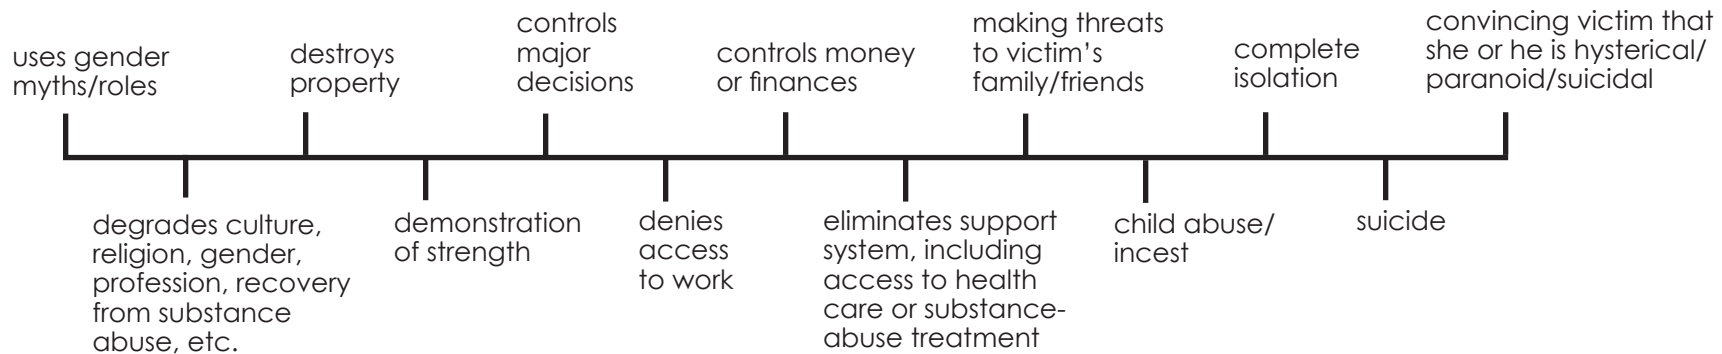 uses gender
myths/roles
degrades culture,
religion, gender,
profession, recovery
from substance
abuse, etc.
destroys
property
demonstration
of strength
controls
major
decisions
denies
access
to work
controls money
or finances
eliminates support
system, including
access to health
care or substance-
abuse treatment
making threats
to victim’s
family/friends
child abuse/
incest
complete
isolation
suicide
convincing victim that
she or he is hysterical/
paranoid/suicidal